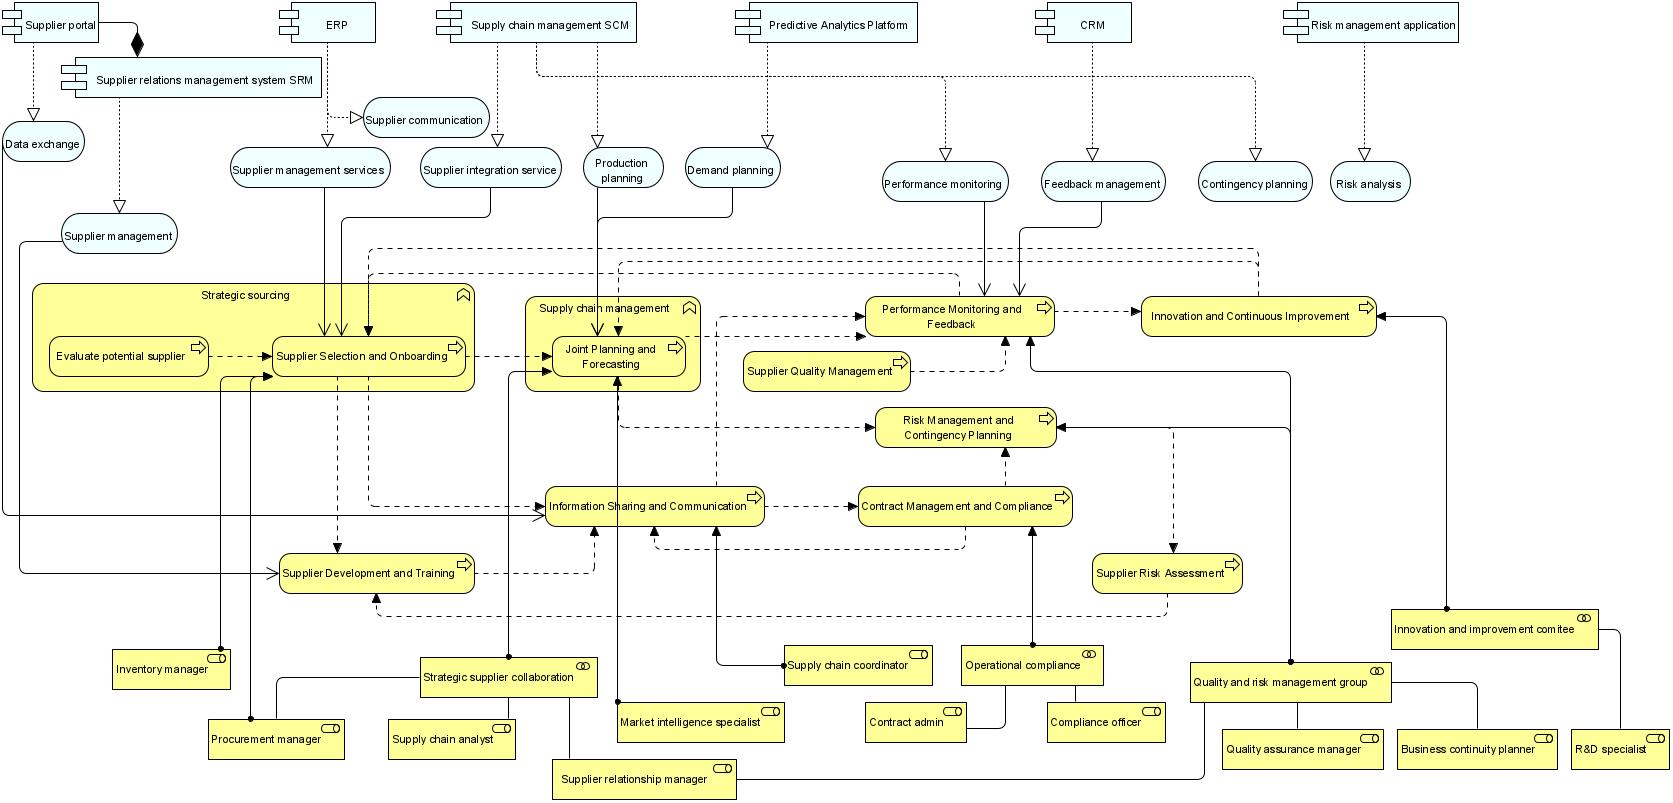 Supplier portal
ERP
Supply chain management SCM
Predictive Analytics Platform
CRM
Risk management application
Supplier relations management system SRM
Supplier communication
Data exchange
Supplier management services
Supplier integration service
Production
planning
Demand planning
Performance monitoring
Feedback management
Contingency planning
Risk analysis
Supplier management
Strategic sourcing
Supply chain management
Performance Monitoring and
Feedback
Innovation and Continuous Improvement
Evaluate potential supplier
Supplier Selection and Onboarding
Joint Planning and
Forecasting
Supplier Quality Management
Risk Management and
Contingency Planning
Information Sharing and Communication
Contract Management and Compliance
Supplier Development and Training
Supplier Risk Assessment
Innovation and improvement comitee
Inventory manager
Strategic supplier collaboration
Supply chain coordinator
Operational compliance
Quality and risk management group
Procurement manager
Supply chain analyst
Market intelligence specialist
Contract admin
Compliance officer
Quality assurance manager
Business continuity planner
R&D specialist
Supplier relationship manager